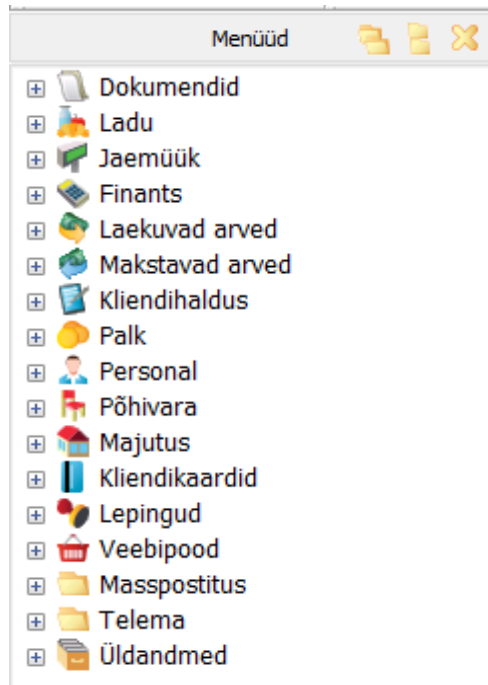 Menüüd
Dokumendid
Ladu
Jaemüük
Finants
Laekuvad arved
Makstavad arved
Kliendihaldus
Palk
Personal
Põhivara
Majutus
Kliendikaardid
Lepingud
Veebipood
Masspostitus
Telema
Üldandmed